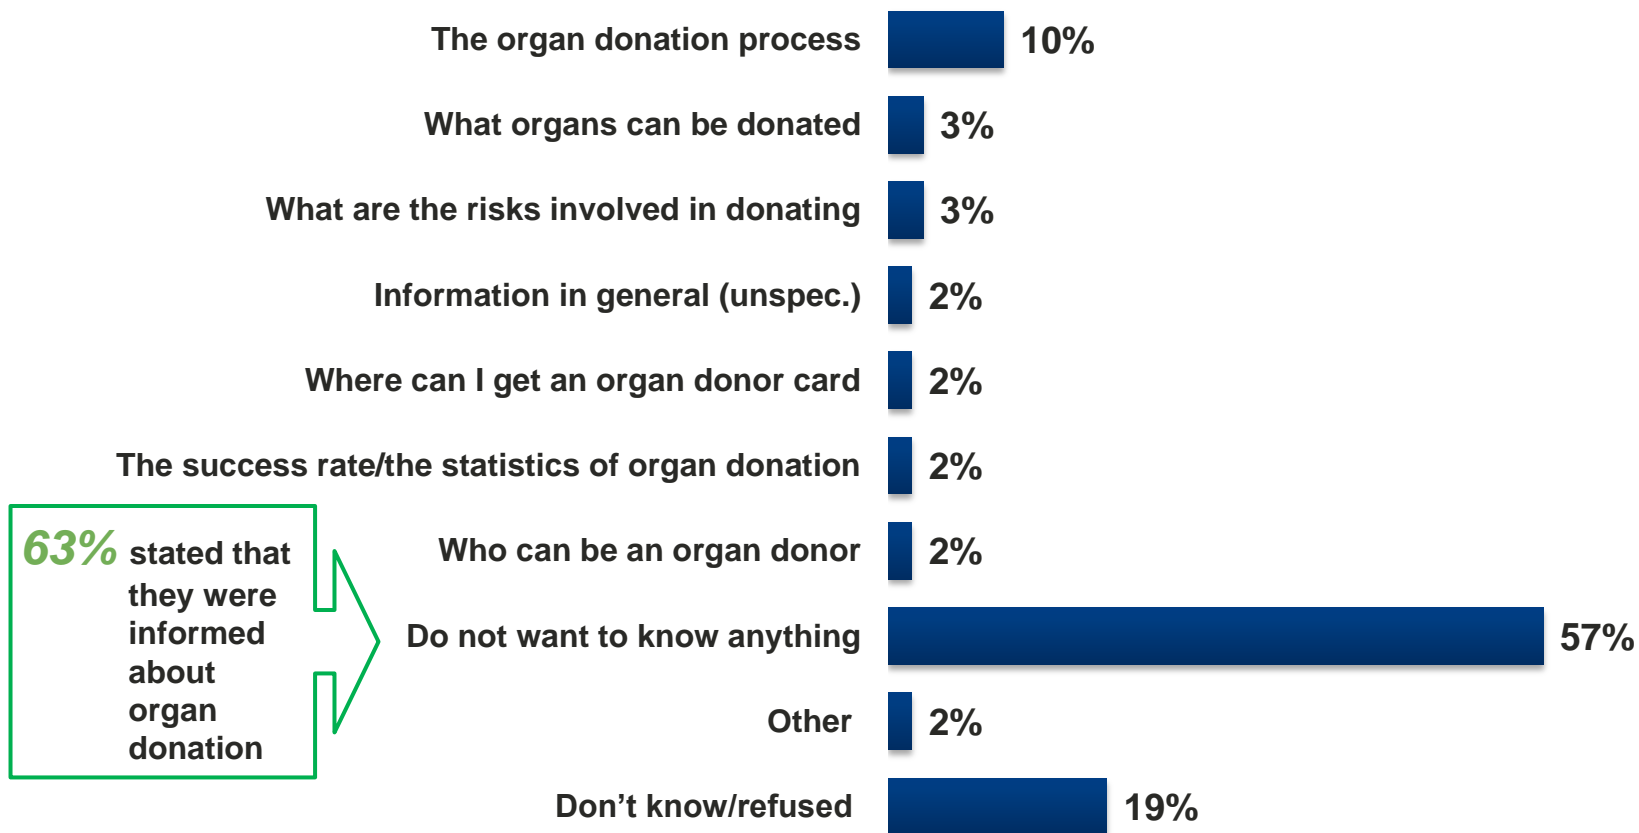 The organ donation process 10%
What organs can be donated 3%
What are the risks involved in donating 3%
Information in general (unspec.) 2%
Where can I get an organ donor card 2%
The success rate/the statistics of organ donation 2%
Who can be an organ donor 2%
63% stated that
they were
informed
about
organ
donation
Do not want to know anything 57%
Other 2%
Don’t know/refused 19%